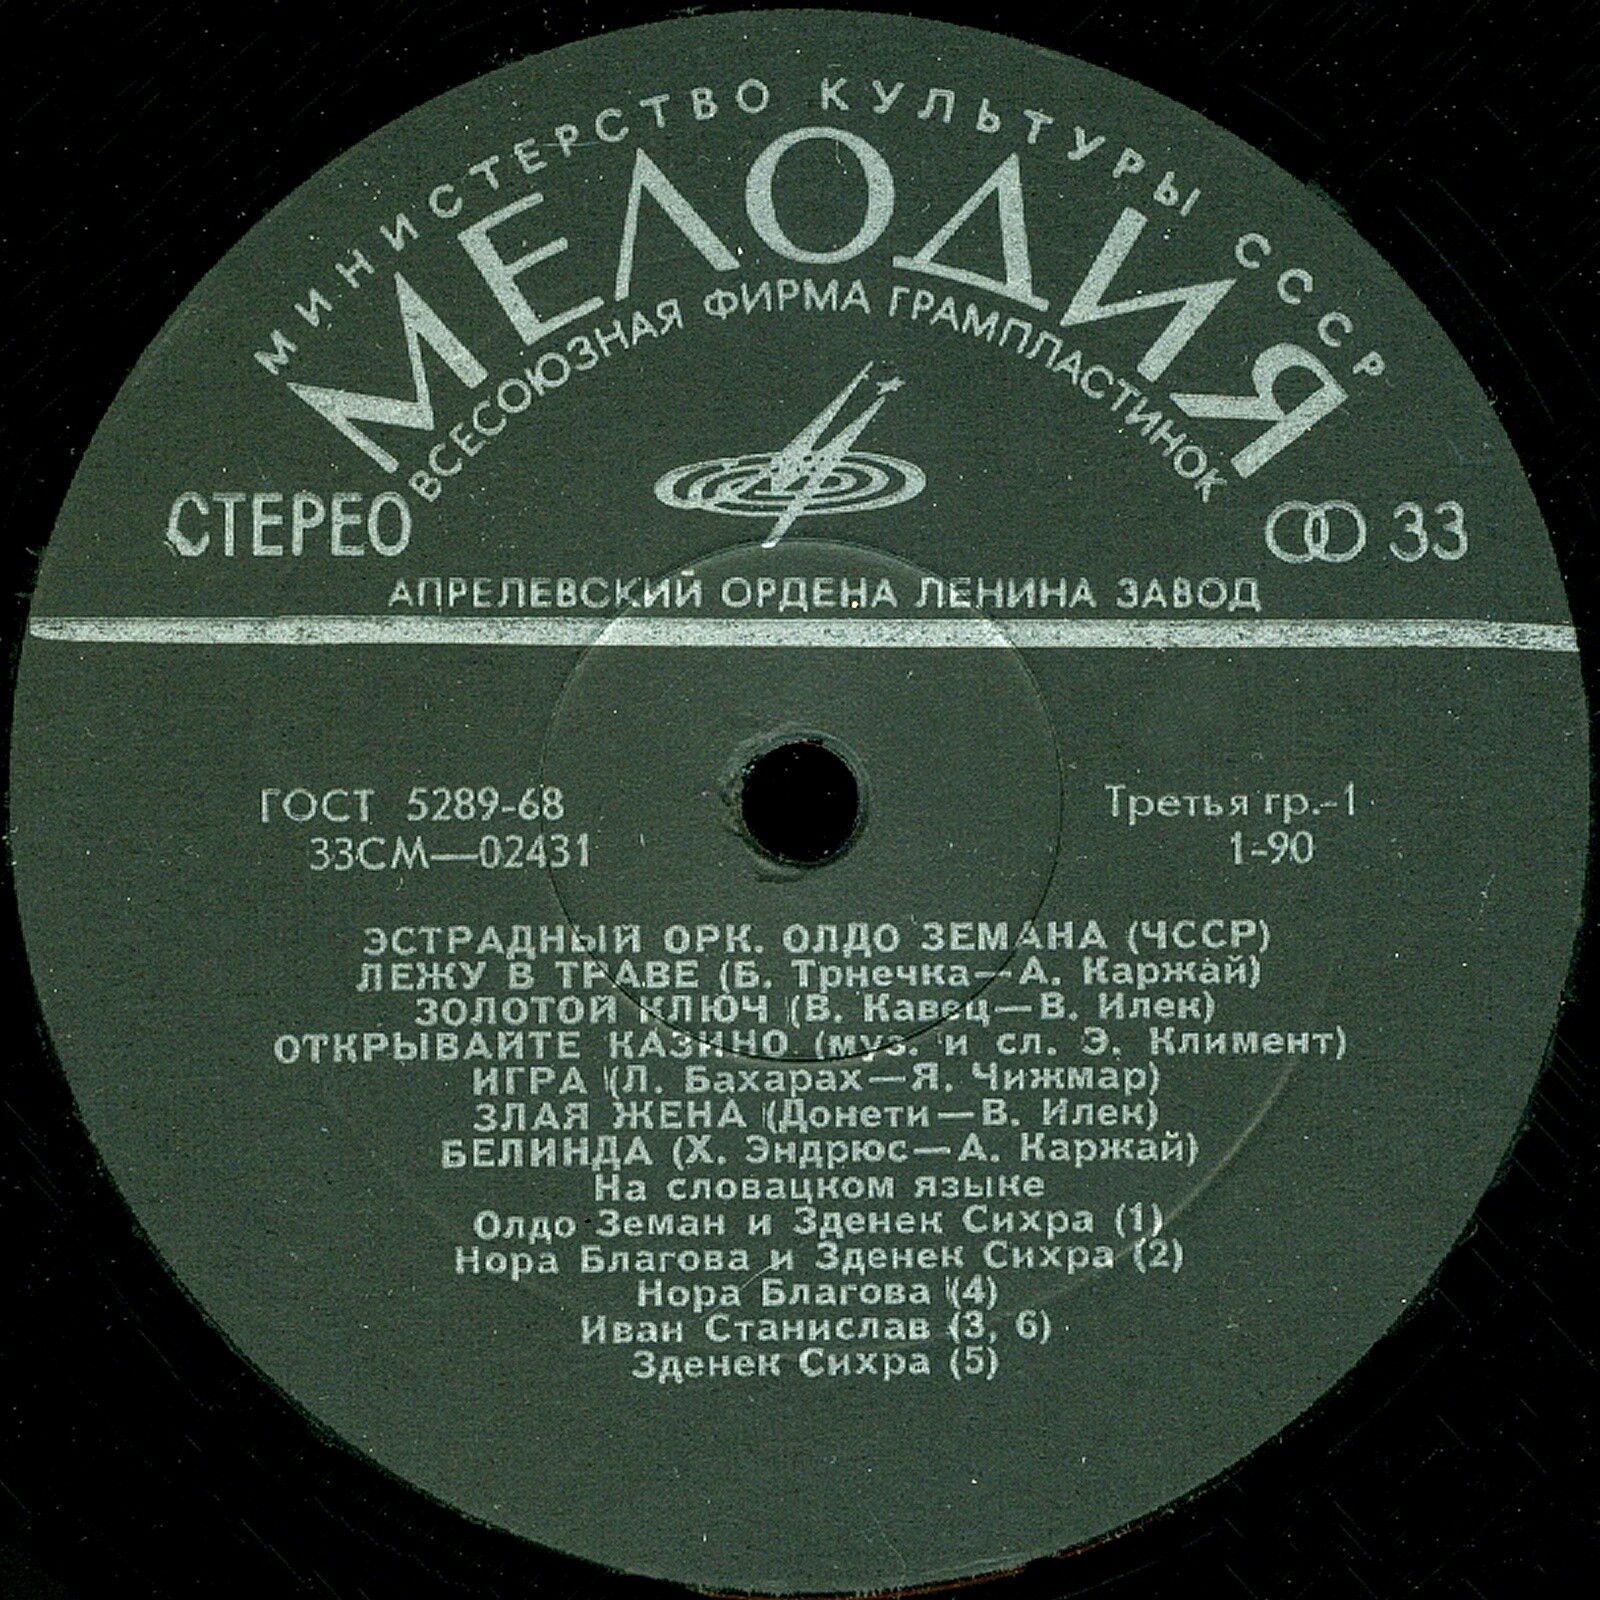 МИНИСТЕРСТВО КУЛЬТУРЫ СССР
МЕЛОДИЯ
ВСЕСОЮЗНАЯ ФИРМА ГРАМПЛАСТИНОК
СТЕРЕО
33
АПРЕЛЕВСКИЙ ОРДЕНА ЛЕНИНА ЗАВОД
ГОСТ 5289-68
Третья гр.-1
33СМ—02431
1-90
ЭСТРАДНЫЙ ОРК. ОЛДО ЗЕМАНА (ЧССР)
ЛЕЖУ В ТРАВЕ (Б. Трнечка—А. Каржай)
ЗОЛОТОЙ КЛЮЧ (В. Кавец—В. Илек)
ОТКРЫВАЙТЕ КАЗИНО (муз. и сл. Э. Климент)
ИГРА (Л. Бахарах—Я. Чижмар)
ЗЛАЯ ЖЕНА (Донети—В. Илек)
БЕЛИНДА (Х. Эндрюс—А. Каржай)
На словацком языке
Олдо Земан и Зденек Сихра (1)
Нора Благова и Зденек Сихра (2)
Нора Благова (4)
Иван Станислав (3, 6)
Зденек Сихра (5)